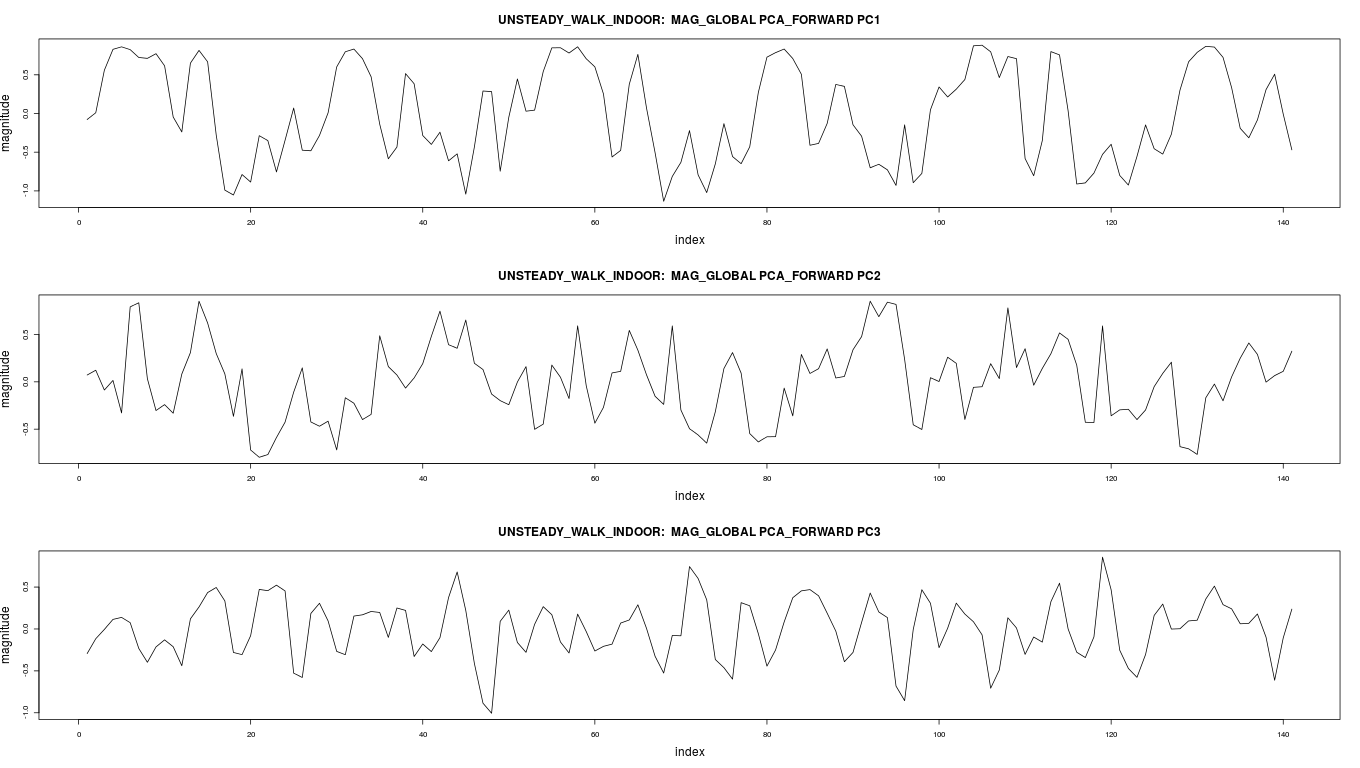 UNSTEADY_WALK_INDOOR: MAG_GLOBAL PCA_FORWARD PC1
magnitude
0.5
0.0
-0.5
-1.0
0 20 40 60 80 100 120 140
index
UNSTEADY_WALK_INDOOR: MAG_GLOBAL PCA_FORWARD PC2
magnitude
0.5
0.0
-0.5
0 20 40 60 80 100 120 140
index
UNSTEADY_WALK_INDOOR: MAG_GLOBAL PCA_FORWARD PC3
magnitude
0.5
0.0
-0.5
-1.0
0 20 40 60 80 100 120 140
index